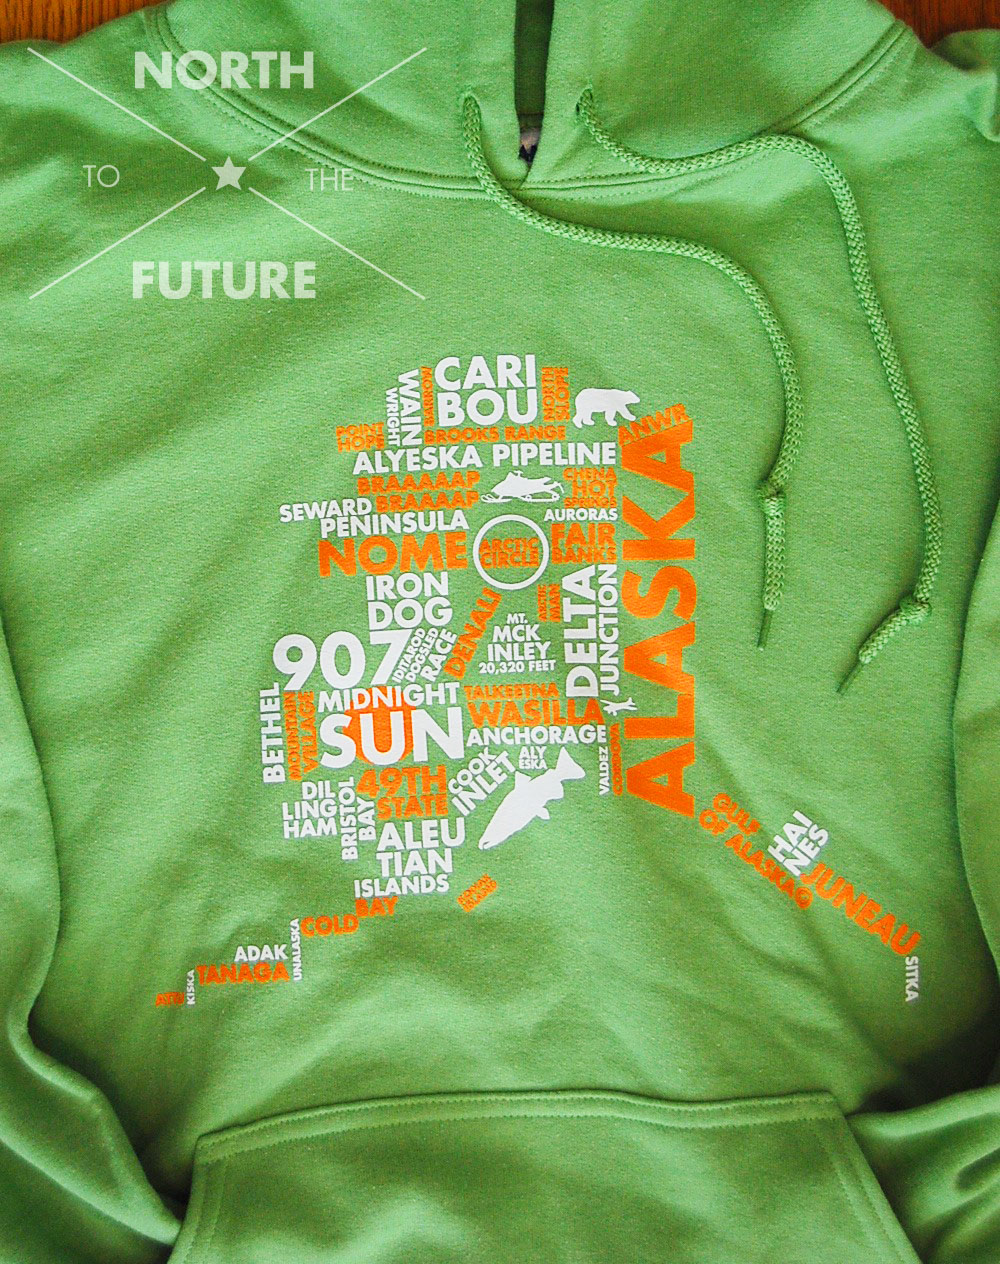 NORTH
TO THE
FUTURE
CARI
BOU
WAIN
WRIGHT
BARROW
NORTH
SLOPE
POINT
HOPE
BROOKS RANGE
ANWR
ALYESKA PIPELINE
BRAAAAAP
BRAAAAAP
CHENA
HOT
SPRINGS
SEWARD
PENINSULA
AURORAS
NOME
ARCTIC
CIRCLE
FAIR
BANKS
ALASKA
IRON
DOG
DELTA
JUNCTION
DENALI
MT.
MCK
INLEY
20,320 FEET
907
IDITAROD
DOGSLED
RACE
BETHEL
MOUNTAIN
VILLAGE
MIDNIGHT
SUN
TALKEETNA
WASILLA
ANCHORAGE
ALY
ESKA
VALDEZ
CORDOVA
COOK
INLET
49TH
STATE
DIL
LING
HAM
BRISTOL
BAY
ALEU
TIAN
ISLANDS
GULF
OF ALASKA
HAI
NES
JUNEAU
SITKA
COLD
BAY
ADAK
UNALASKA
TANAGA
KISKA
ATTU